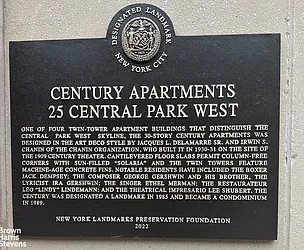 DESIGNATED LANDMARK
NEW YORK CITY
CENTURY APARTMENTS
25 CENTRAL PARK WEST
ONE OF FOUR TWIN-TOWER APARTMENT BUILDINGS THAT DISTINGUISH THE
CENTRAL PARK WEST SKYLINE, THE 30-STORY CENTURY APARTMENTS WAS
DESIGNED IN THE ART DECO STYLE BY JACQUES L. DELAMARRE SR. AND IRWIN S.
CHANIN OF THE CHANIN ORGANIZATION, WHO BUILT IT IN 1930-31 ON THE SITE OF
THE 1909 CENTURY THEATER. CANTILEVERED FLOOR SLABS PERMIT COLUMN-FREE
CORNERS WITH SUN-FILLED "SOLARIA" AND THE TWIN TOWERS FEATURE
MACHINE-AGE CONCRETE FINS. NOTABLE RESIDENTS HAVE INCLUDED THE BOXER
JACK DEMPSEY; THE COMPOSER GEORGE GERSHWIN AND HIS BROTHER, THE
LYRICIST IRA GERSHWIN; THE SINGER ETHEL MERMAN; THE RESTAURATEUR
LEO "LINDY" LINDEMANN; AND THE THEATRICAL IMPRESARIO LEE SHUBERT. THE
CENTURY WAS DESIGNATED A LANDMARK IN 1985 AND BECAME A CONDOMINIUM
IN 1989.
NEW YORK LANDMARKS PRESERVATION FOUNDATION
2022
Brown
Harris
Stevens